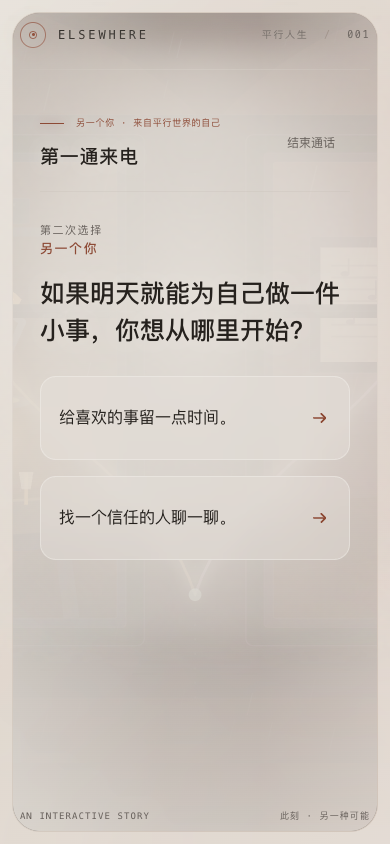 ELSEWHERE
平行人生 / 001
另一个你 · 来自平行世界的自己
第一通来电
结束通话
第二次选择
另一个你
如果明天就能为自己做一件
小事，你想从哪里开始?
给喜欢的事留一点时间。 →
找一个信任的人聊一聊。 →
AN INTERACTIVE STORY
此刻 · 另一种可能